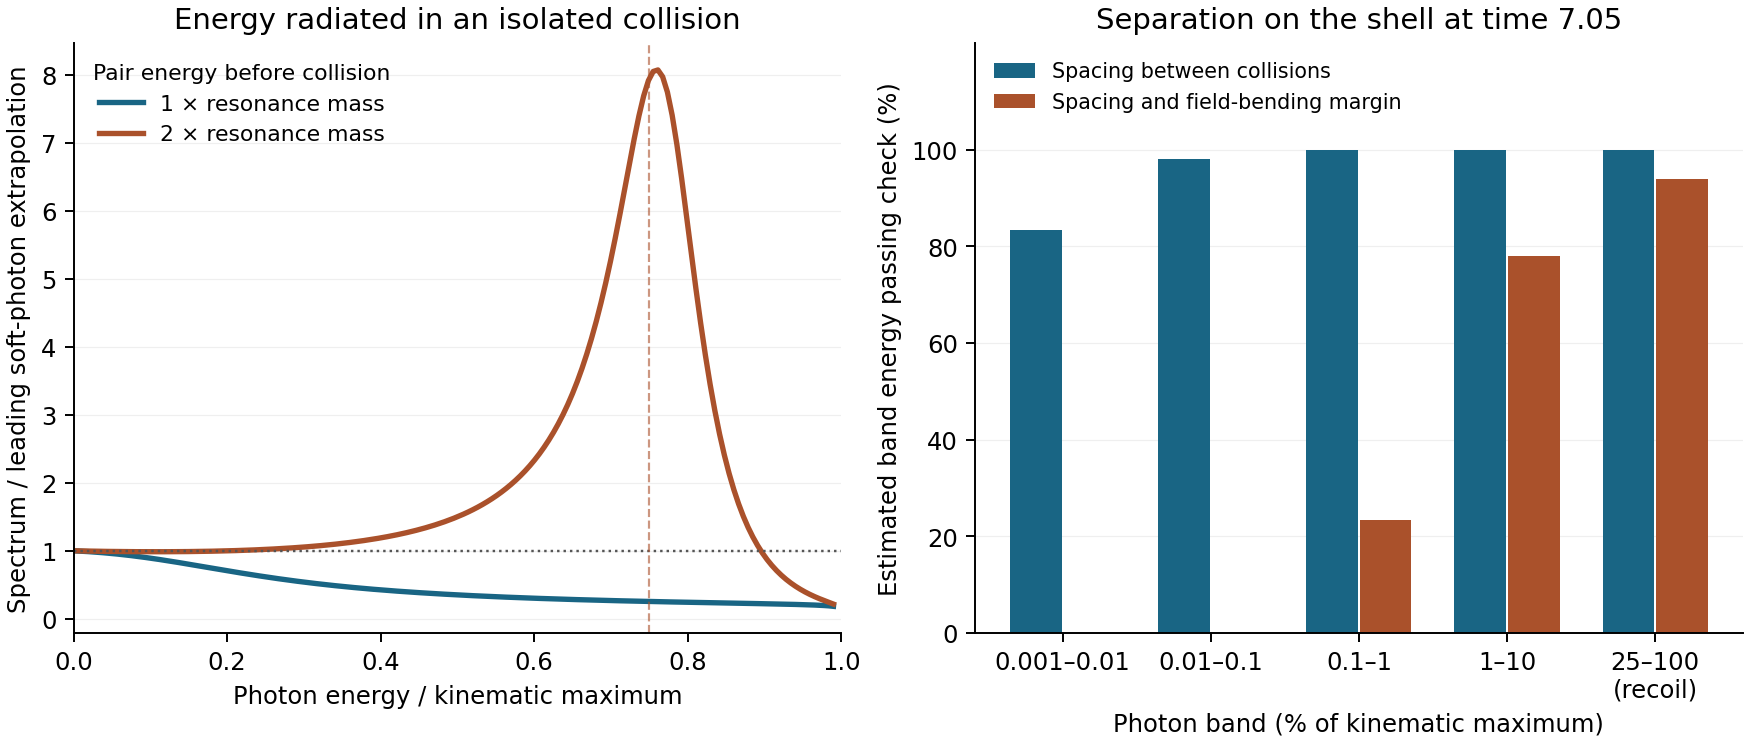 Energy radiated in an isolated collision
Spectrum / leading soft-photon extrapolation
8
7
6
5
4
3
2
1
0
Pair energy before collision
1 × resonance mass
2 × resonance mass
0.0 0.2 0.4 0.6 0.8 1.0
Photon energy / kinematic maximum
Separation on the shell at time 7.05
Estimated band energy passing check (%)
100
80
60
40
20
0
Spacing between collisions
Spacing and field-bending margin
0.001–0.01 0.01–0.1 0.1–1 1–10 25–100
(recoil)
Photon band (% of kinematic maximum)